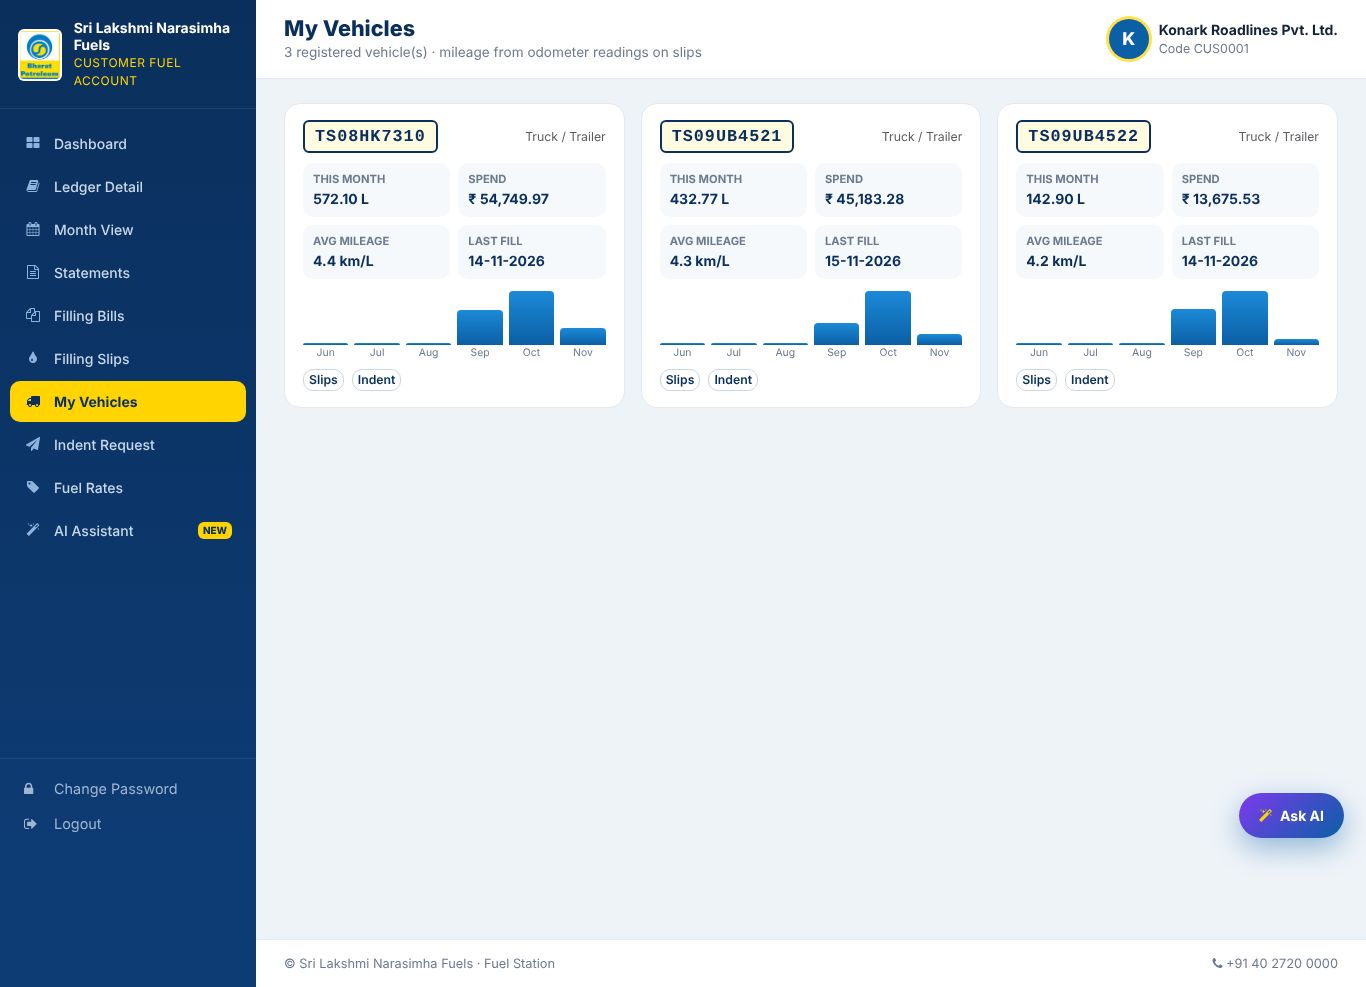 Bharat
Petroleum
Sri Lakshmi Narasimha
Fuels
CUSTOMER FUEL
ACCOUNT
Dashboard
Ledger Detail
Month View
Statements
Filling Bills
Filling Slips
My Vehicles
Indent Request
Fuel Rates
AI Assistant NEW
Change Password
Logout
My Vehicles
3 registered vehicle(s) · mileage from odometer readings on slips
K
Konark Roadlines Pvt. Ltd.
Code CUS0001
TS08HK7310 Truck / Trailer
THIS MONTH SPEND
572.10 L ₹ 54,749.97
AVG MILEAGE LAST FILL
4.4 km/L 14-11-2026
Jun Jul Aug Sep Oct Nov
Slips Indent
TS09UB4521 Truck / Trailer
THIS MONTH SPEND
432.77 L ₹ 45,183.28
AVG MILEAGE LAST FILL
4.3 km/L 15-11-2026
Jun Jul Aug Sep Oct Nov
Slips Indent
TS09UB4522 Truck / Trailer
THIS MONTH SPEND
142.90 L ₹ 13,675.53
AVG MILEAGE LAST FILL
4.2 km/L 14-11-2026
Jun Jul Aug Sep Oct Nov
Slips Indent
Ask AI
© Sri Lakshmi Narasimha Fuels · Fuel Station
+91 40 2720 0000